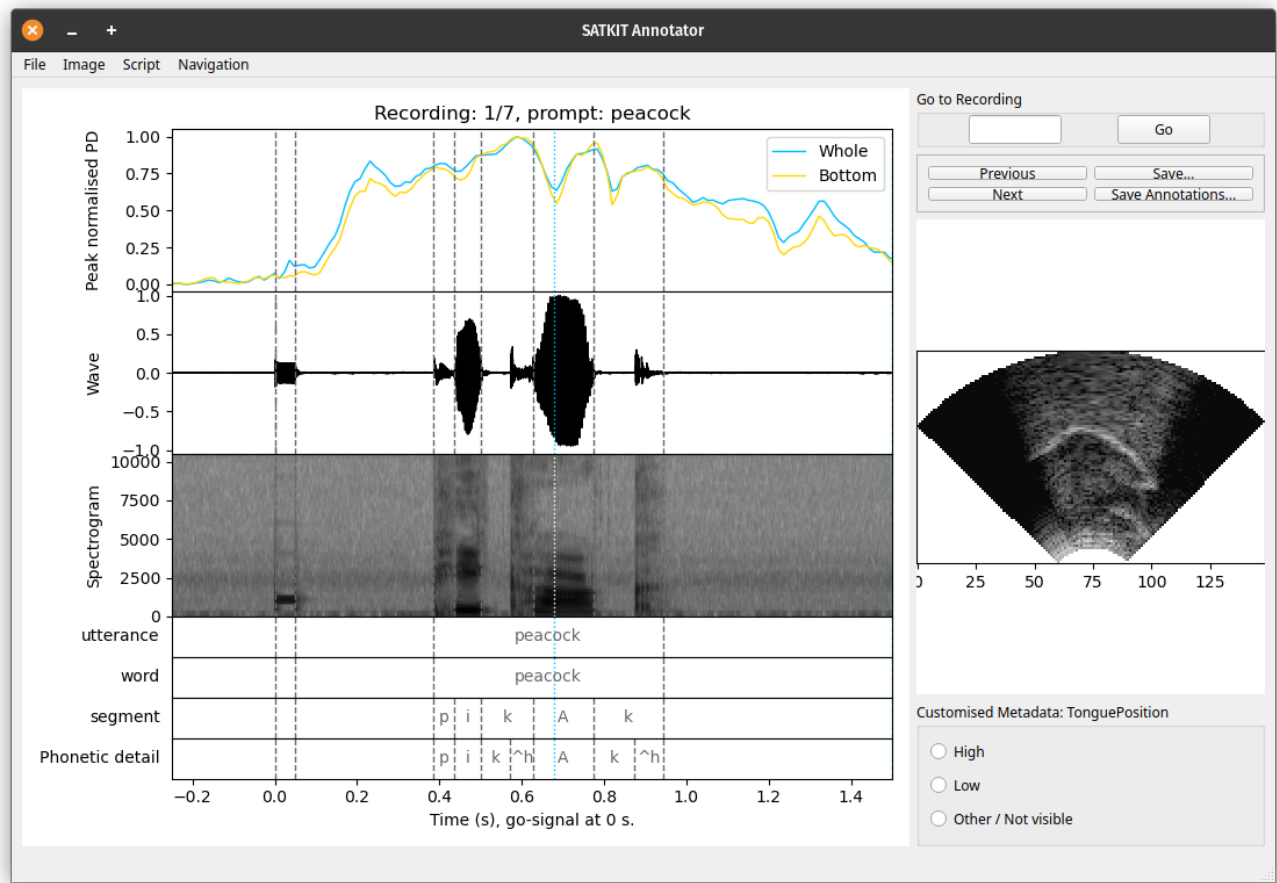 SATKIT Annotator
File Image Script Navigation
Recording: 1/7, prompt: peacock
Peak normalised PD
1.00
0.75
0.50
0.25
0.00
Whole
Bottom
Wave
1.0
0.5
0.0
−0.5
−1.0
Spectrogram
10000
7500
5000
2500
0
utterance peacock
word peacock
segment p i k A k
Phonetic detail p i k ^h A k ^h
−0.2 0.0 0.2 0.4 0.6 0.8 1.0 1.2 1.4
Time (s), go-signal at 0 s.
Go to Recording
Go
Previous Save...
Next Save Annotations...
0 25 50 75 100 125
Customised Metadata: TonguePosition
High
Low
Other / Not visible